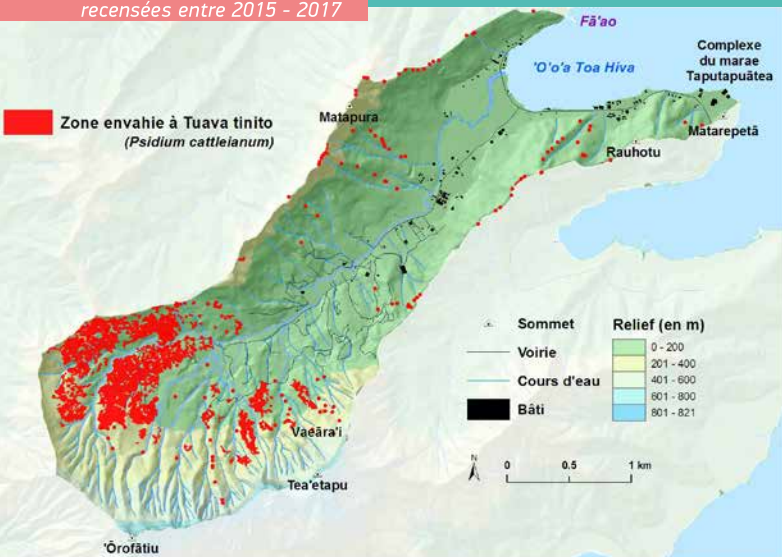 recensées entre 2015 - 2017
Fā'ao
'O'o'a Toa Hiva
Complexe
du marae
Taputapuātea
Zone envahie à Tuava tinito
(Psidium cattleianum)
Matapura
Matarepetā
Rauhotu
Sommet
Voirie
Cours d'eau
Bâti
Relief (en m)
0 - 200
201 - 400
401 - 600
601 - 800
801 - 821
Vaeāra'i
Tea'etapu
'Ōrofātiu
N
0 0.5 1 km